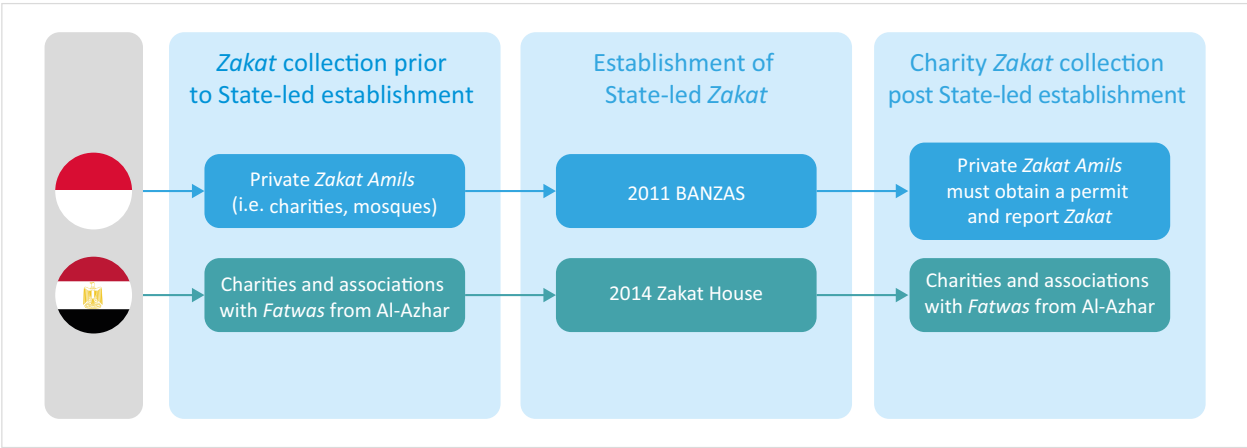 Zakat collection prior
to State-led establishment
Establishment of
State-led Zakat
Charity Zakat collection
post State-led establishment
Private Zakat Amils
(i.e. charities, mosques)
2011 BANZAS
Private Zakat Amils
must obtain a permit
and report Zakat
Charities and associations
with Fatwas from Al-Azhar
2014 Zakat House
Charities and associations
with Fatwas from Al-Azhar